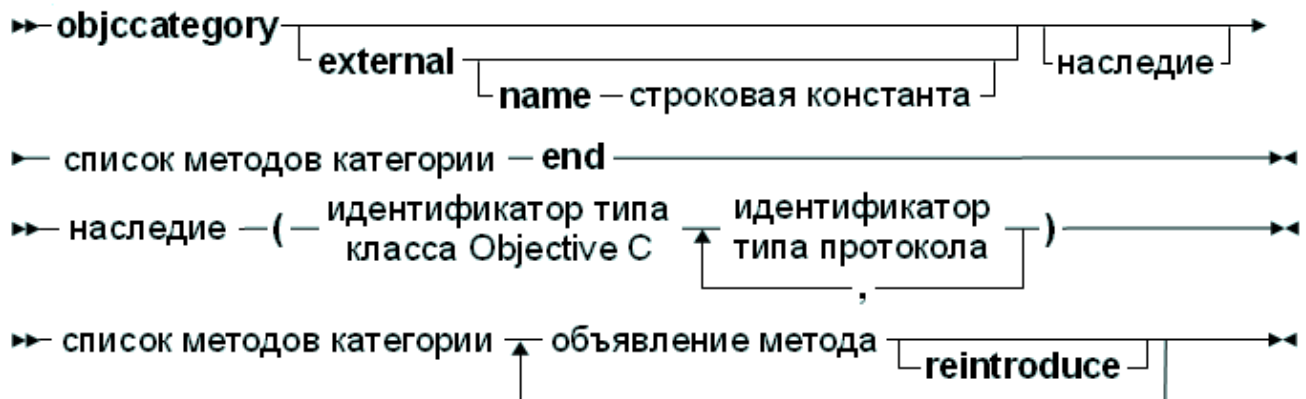 objccategory
external наследие
name строковая константа
список методов категории end
наследие ( идентификатор типа класса Objective C идентификатор типа протокола )
,
список методов категории объявление метода
reintroduce